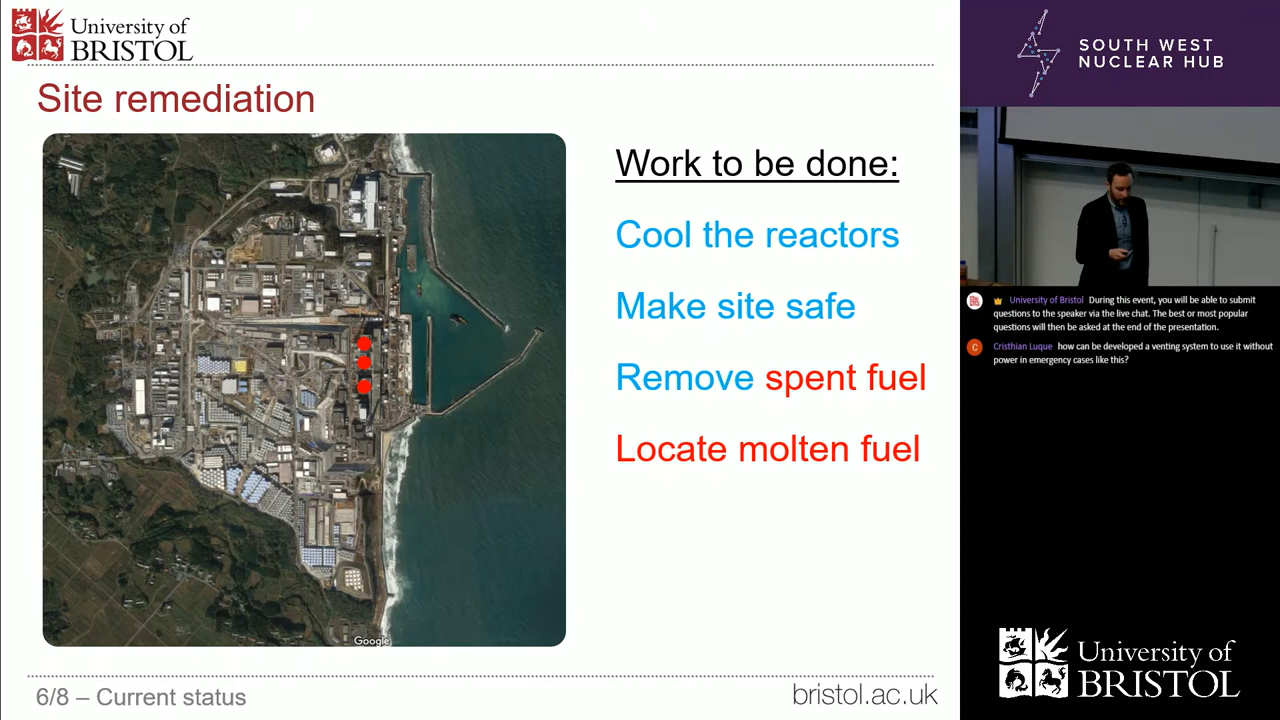 University of
BRISTOL
Site remediation
Work to be done:
Cool the reactors
Make site safe
Remove spent fuel
Locate molten fuel
Google
6/8 – Current status
bristol.ac.uk
SOUTH WEST
NUCLEAR HUB
University of Bristol During this event, you will be able to submit
questions to the speaker via the live chat. The best or most popular
questions will then be asked at the end of the presentation.
C
Cristhian Luque how can be developed a venting system to use it without
power in emergency cases like this?
University of
BRISTOL